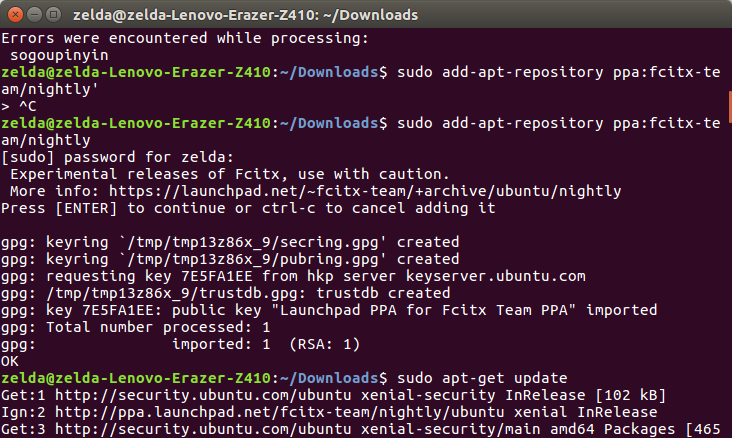 zelda@zelda-Lenovo-Erazer-Z410: ~/Downloads
Errors were encountered while processing:
 sogoupinyin
zelda@zelda-Lenovo-Erazer-Z410:~/Downloads$ sudo add-apt-repository ppa:fcitx-te
am/nightly'
> ^C
zelda@zelda-Lenovo-Erazer-Z410:~/Downloads$ sudo add-apt-repository ppa:fcitx-te
am/nightly
[sudo] password for zelda:
 Experimental releases of Fcitx, use with caution.
 More info: https://launchpad.net/~fcitx-team/+archive/ubuntu/nightly
Press [ENTER] to continue or ctrl-c to cancel adding it

gpg: keyring `/tmp/tmp13z86x_9/secring.gpg' created
gpg: keyring `/tmp/tmp13z86x_9/pubring.gpg' created
gpg: requesting key 7E5FA1EE from hkp server keyserver.ubuntu.com
gpg: /tmp/tmp13z86x_9/trustdb.gpg: trustdb created
gpg: key 7E5FA1EE: public key "Launchpad PPA for Fcitx Team PPA" imported
gpg: Total number processed: 1
gpg:               imported: 1  (RSA: 1)
OK
zelda@zelda-Lenovo-Erazer-Z410:~/Downloads$ sudo apt-get update
Get:1 http://security.ubuntu.com/ubuntu xenial-security InRelease [102 kB]
Ign:2 http://ppa.launchpad.net/fcitx-team/nightly/ubuntu xenial InRelease
Get:3 http://security.ubuntu.com/ubuntu xenial-security/main amd64 Packages [465